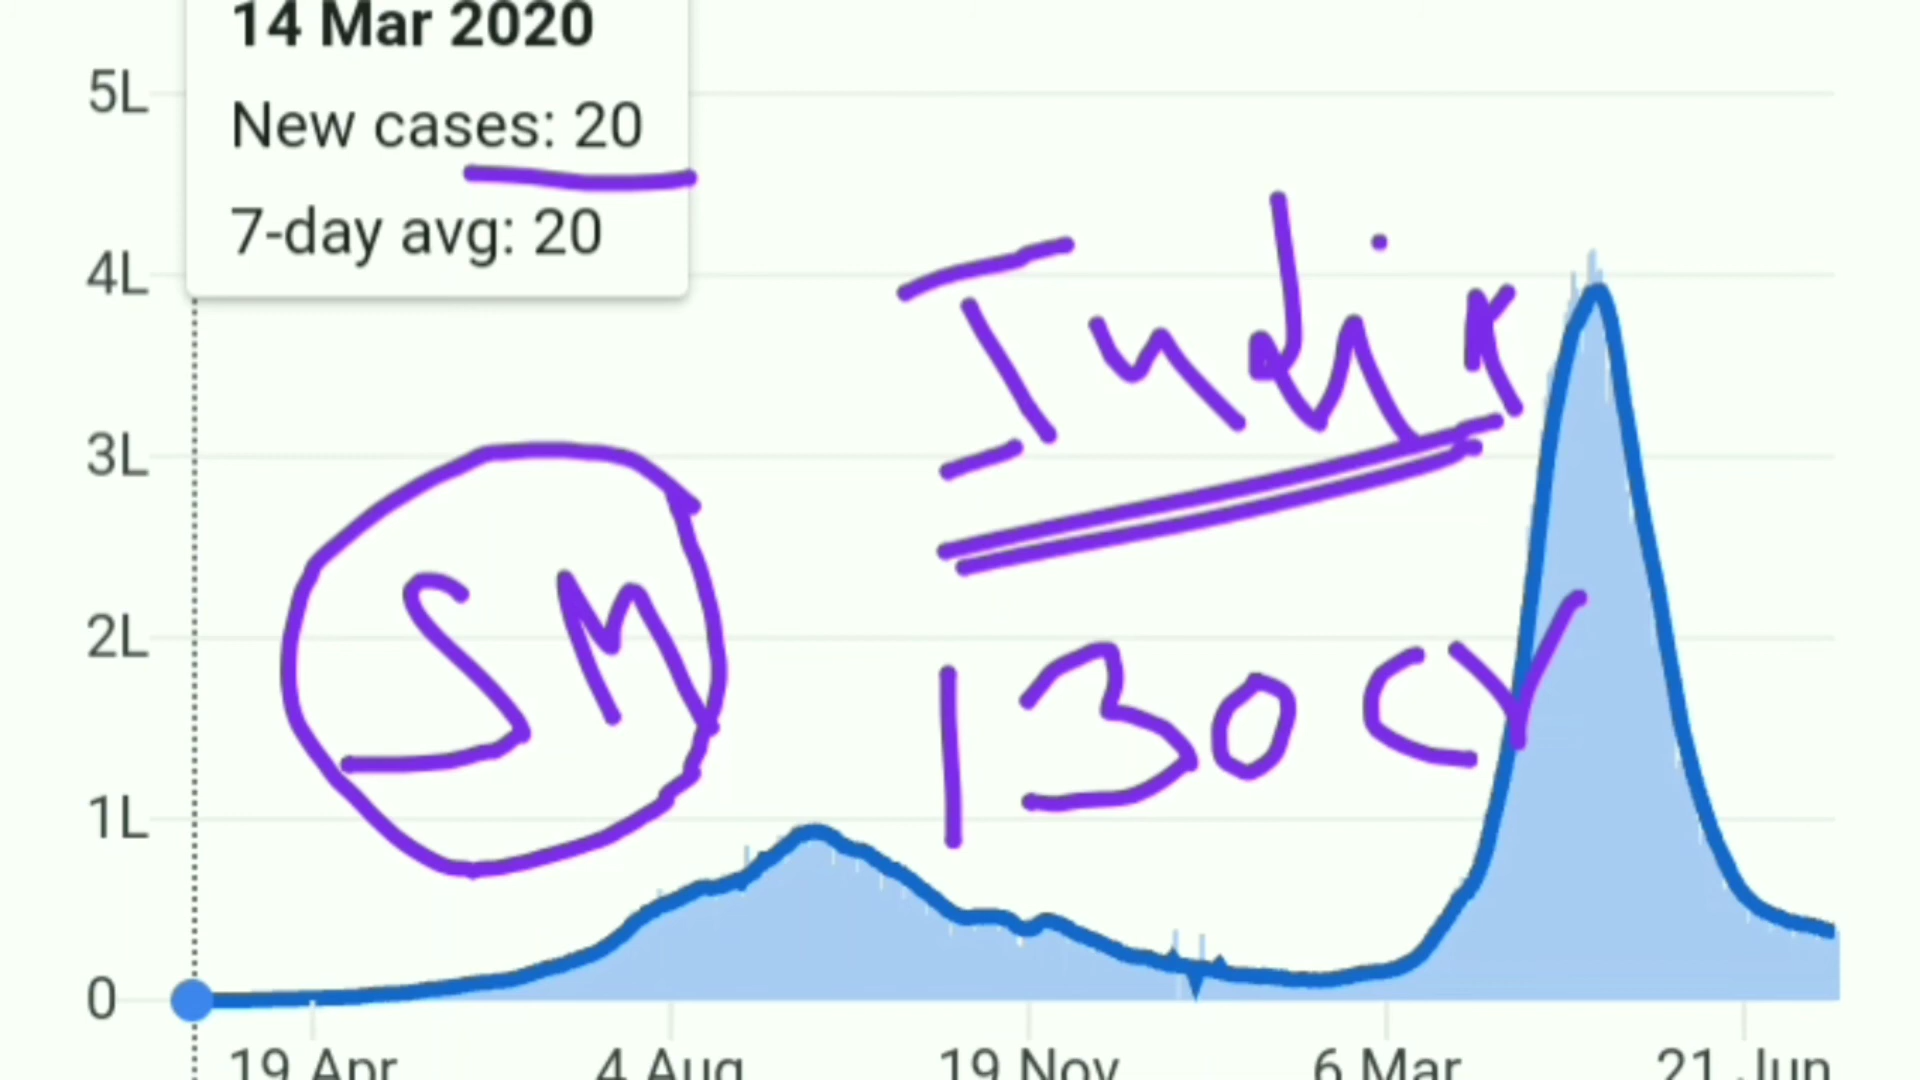 14 Mar 2020
New cases: 20
7-day avg: 20
5L
4L
3L
2L
1L
0
India
SM
130 Cr
19 Apr
4 Aug
19 Nov
6 Mar
21 Jun